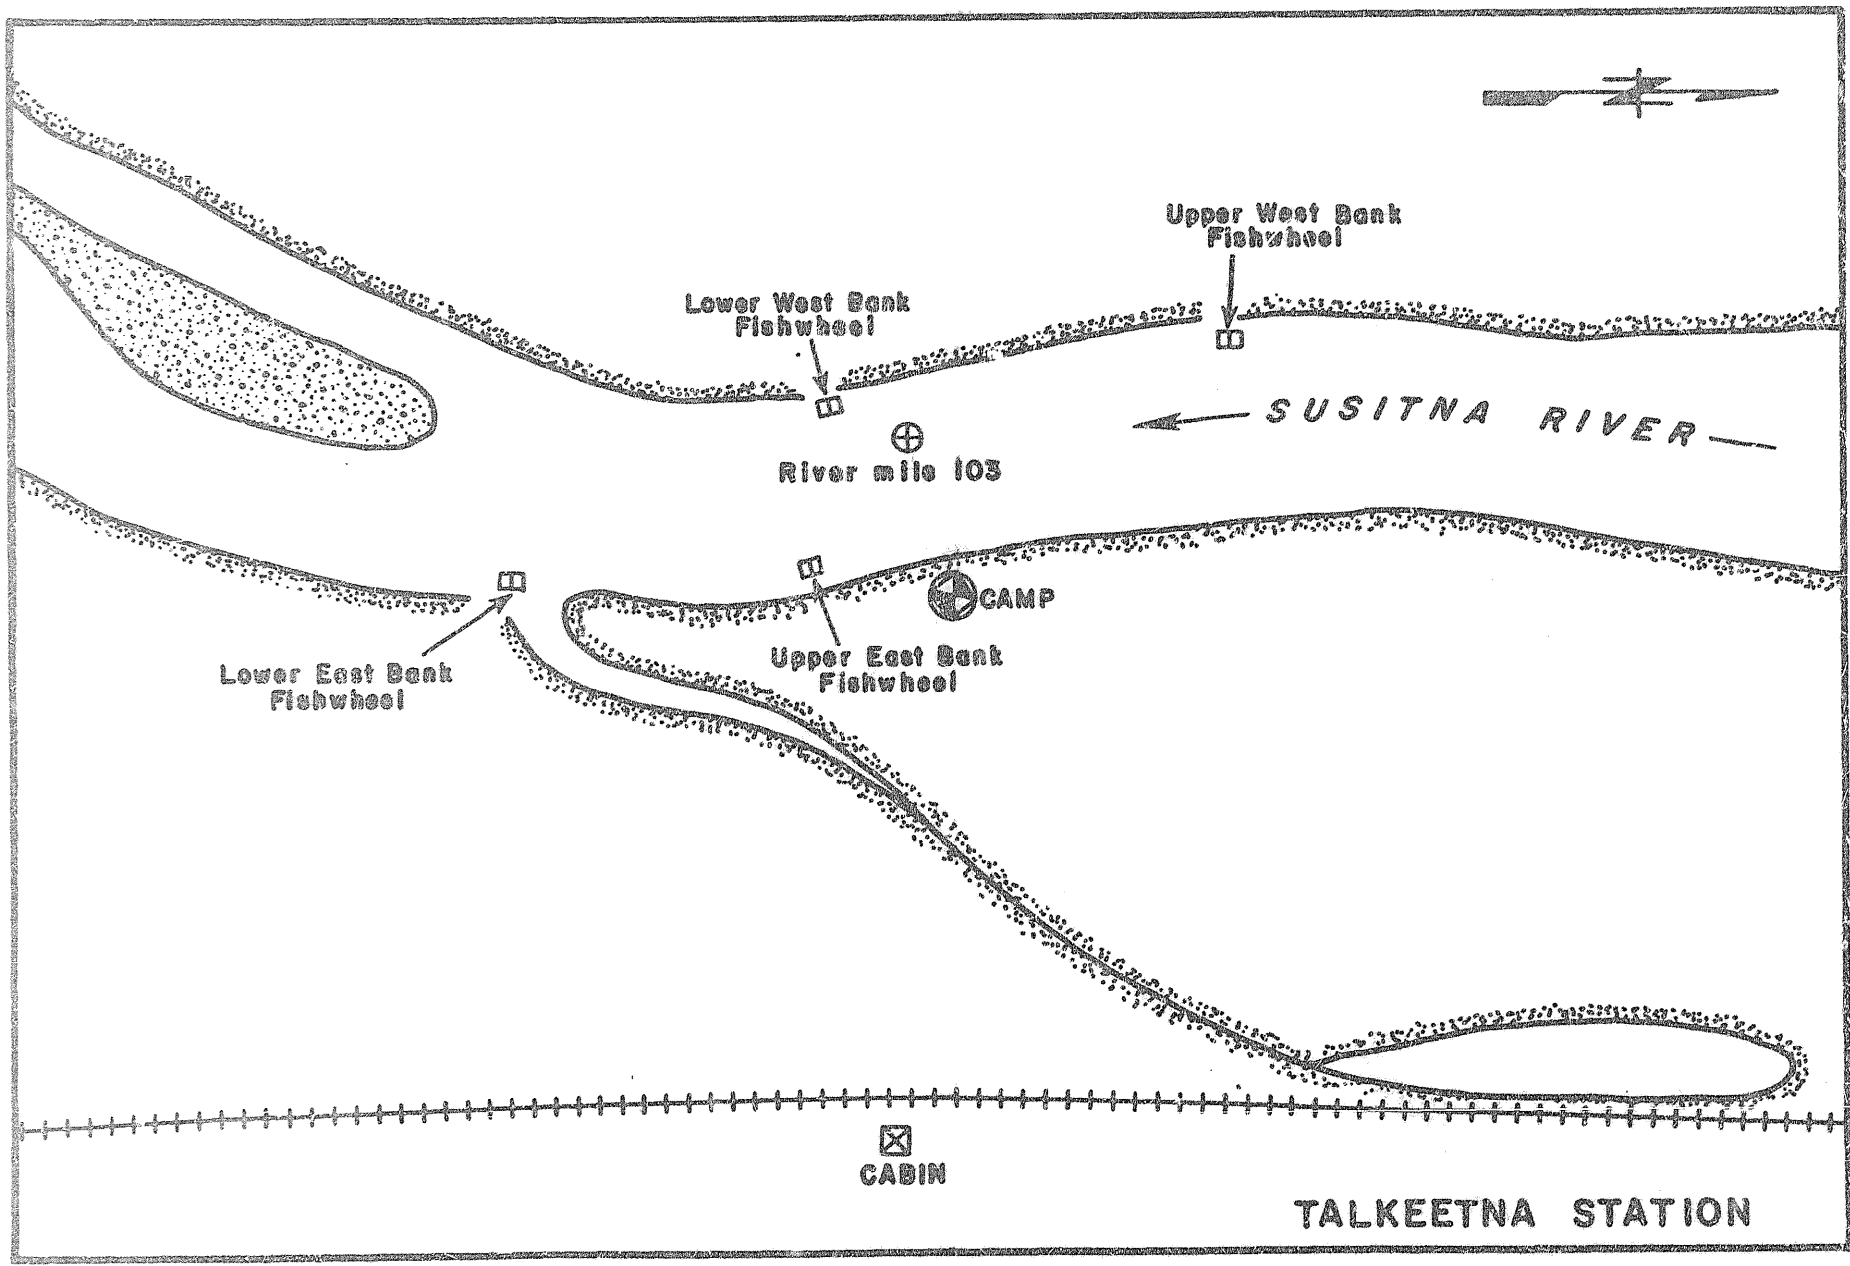 Upper West Bank
Fishwheel
Lower West Bank
Fishwheel
SUSITNA RIVER
River mile 103
CAMP
Upper East Bank
Fishwheel
Lower East Bank
Fishwheel
CABIN
TALKEETNA STATION